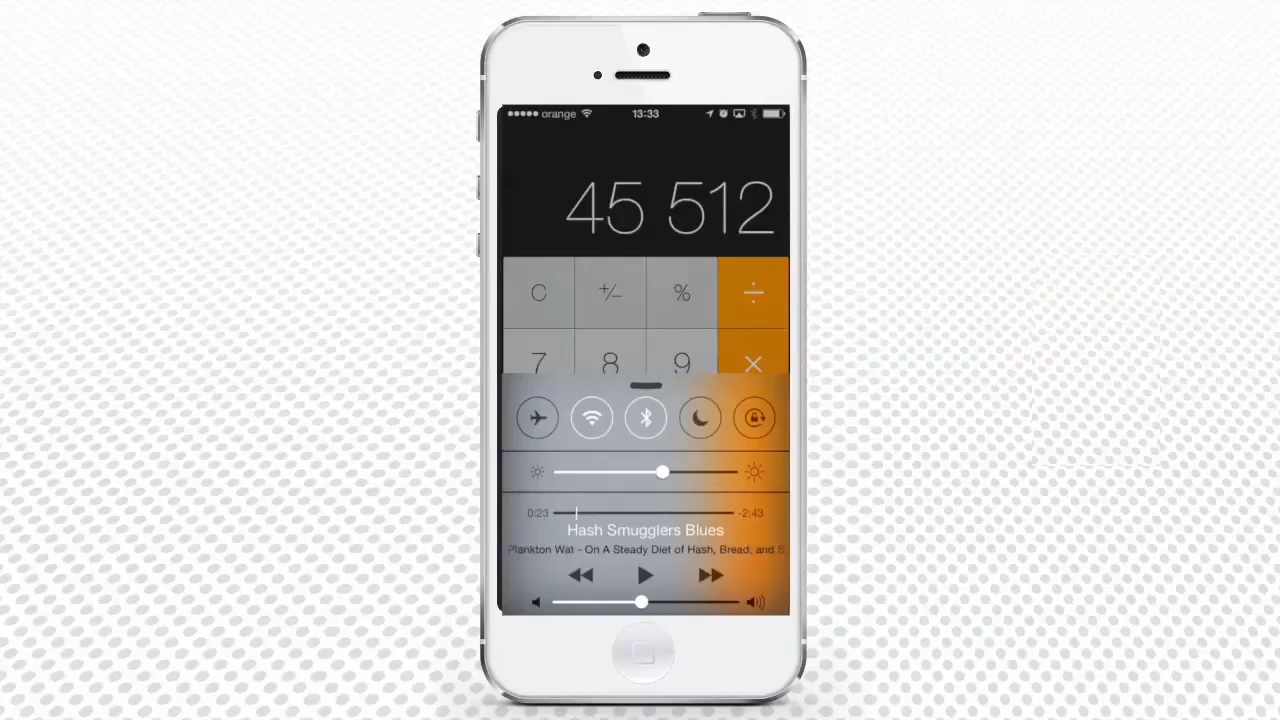 orange 13:33
45 512
C +/− % ÷
7 8 9 ×
0:23 -2:43
Hash Smugglers Blues
Plankton Wat - On A Steady Diet of Hash, Bread, and S